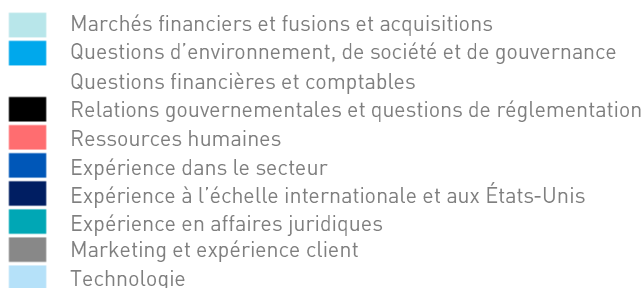 Marchés financiers et fusions et acquisitions
Questions d'environnement, de société et de gouvernance
Questions financières et comptables
Relations gouvernementales et questions de réglementation
Ressources humaines
Expérience dans le secteur
Expérience à l'échelle internationale et aux États-Unis
Expérience en affaires juridiques
Marketing et expérience client
Technologie